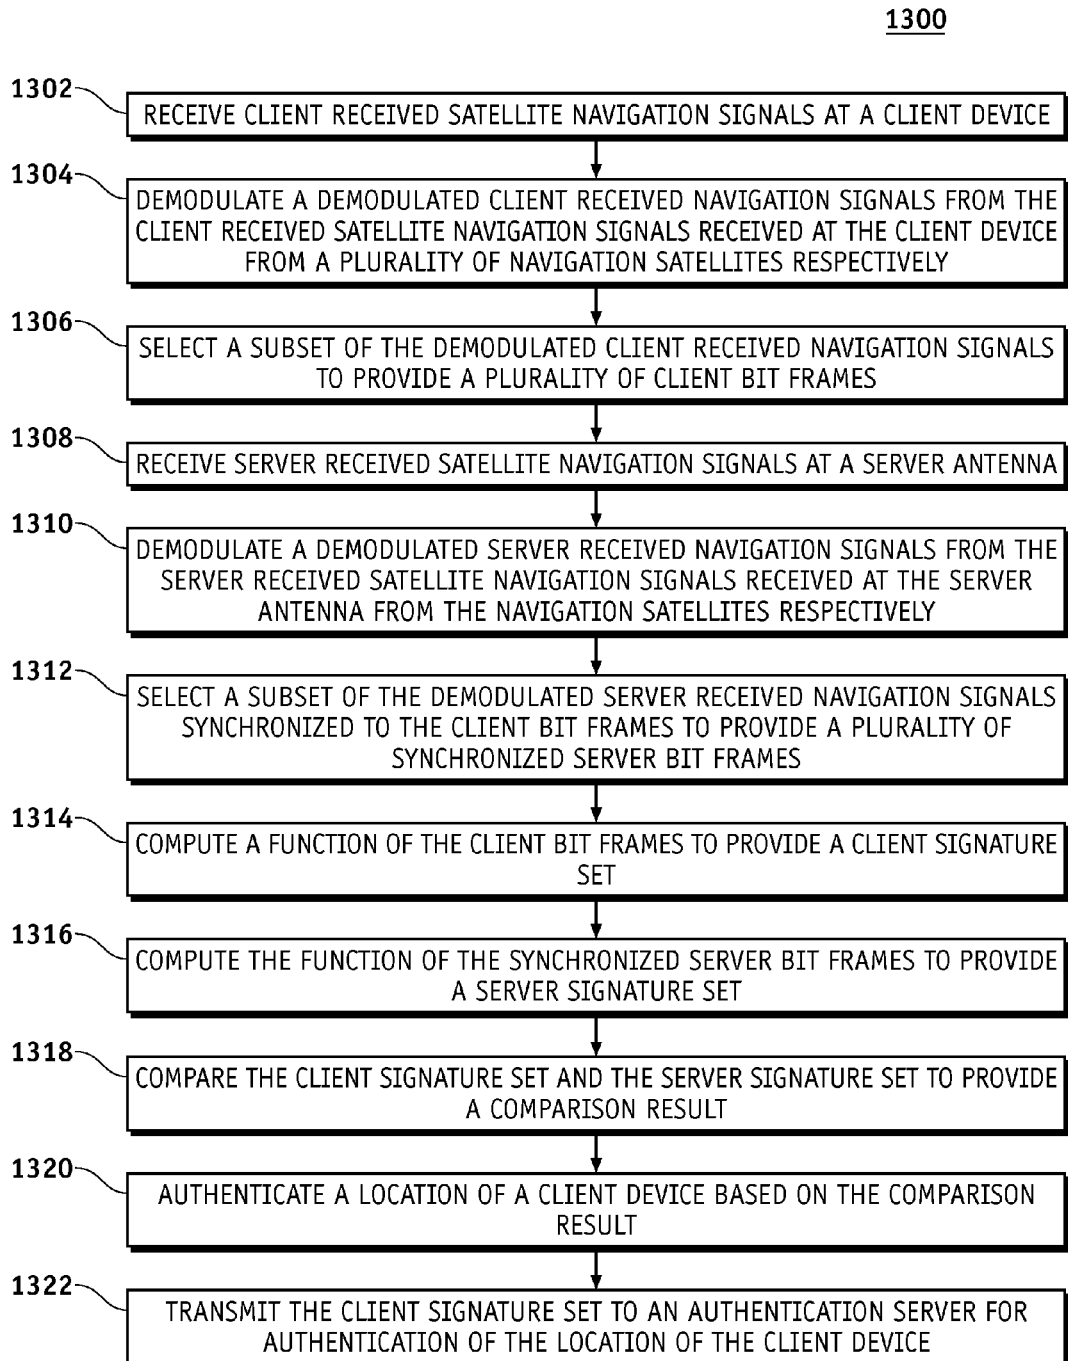 1300
1302
RECEIVE CLIENT RECEIVED SATELLITE NAVIGATION SIGNALS AT A CLIENT DEVICE
1304
DEMODULATE A DEMODULATED CLIENT RECEIVED NAVIGATION SIGNALS FROM THE
CLIENT RECEIVED SATELLITE NAVIGATION SIGNALS RECEIVED AT THE CLIENT DEVICE
FROM A PLURALITY OF NAVIGATION SATELLITES RESPECTIVELY
1306
SELECT A SUBSET OF THE DEMODULATED CLIENT RECEIVED NAVIGATION SIGNALS
TO PROVIDE A PLURALITY OF CLIENT BIT FRAMES
1308
RECEIVE SERVER RECEIVED SATELLITE NAVIGATION SIGNALS AT A SERVER ANTENNA
1310
DEMODULATE A DEMODULATED SERVER RECEIVED NAVIGATION SIGNALS FROM THE
SERVER RECEIVED SATELLITE NAVIGATION SIGNALS RECEIVED AT THE SERVER
ANTENNA FROM THE NAVIGATION SATELLITES RESPECTIVELY
1312
SELECT A SUBSET OF THE DEMODULATED SERVER RECEIVED NAVIGATION SIGNALS
SYNCHRONIZED TO THE CLIENT BIT FRAMES TO PROVIDE A PLURALITY OF
SYNCHRONIZED SERVER BIT FRAMES
1314
COMPUTE A FUNCTION OF THE CLIENT BIT FRAMES TO PROVIDE A CLIENT SIGNATURE
SET
1316
COMPUTE THE FUNCTION OF THE SYNCHRONIZED SERVER BIT FRAMES TO PROVIDE
A SERVER SIGNATURE SET
1318
COMPARE THE CLIENT SIGNATURE SET AND THE SERVER SIGNATURE SET TO PROVIDE
A COMPARISON RESULT
1320
AUTHENTICATE A LOCATION OF A CLIENT DEVICE BASED ON THE COMPARISON
RESULT
1322
TRANSMIT THE CLIENT SIGNATURE SET TO AN AUTHENTICATION SERVER FOR
AUTHENTICATION OF THE LOCATION OF THE CLIENT DEVICE